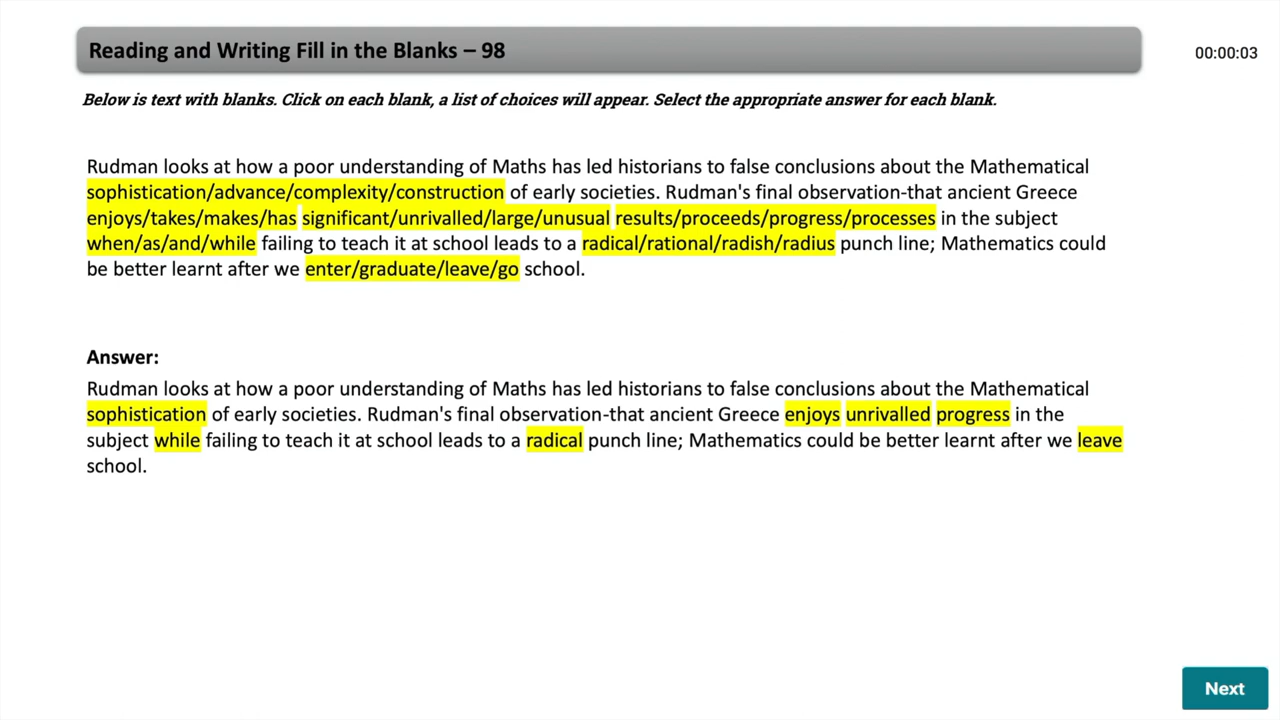 Reading and Writing Fill in the Blanks – 98
00:00:03
Below is text with blanks. Click on each blank, a list of choices will appear. Select the appropriate answer for each blank.
Rudman looks at how a poor understanding of Maths has led historians to false conclusions about the Mathematical
sophistication/advance/complexity/construction of early societies. Rudman's final observation-that ancient Greece
enjoys/takes/makes/has significant/unrivalled/large/unusual results/proceeds/progress/processes in the subject
when/as/and/while failing to teach it at school leads to a radical/rational/radish/radius punch line; Mathematics could
be better learnt after we enter/graduate/leave/go school.
Answer:
Rudman looks at how a poor understanding of Maths has led historians to false conclusions about the Mathematical
sophistication of early societies. Rudman's final observation-that ancient Greece enjoys unrivalled progress in the
subject while failing to teach it at school leads to a radical punch line; Mathematics could be better learnt after we leave
school.
Next